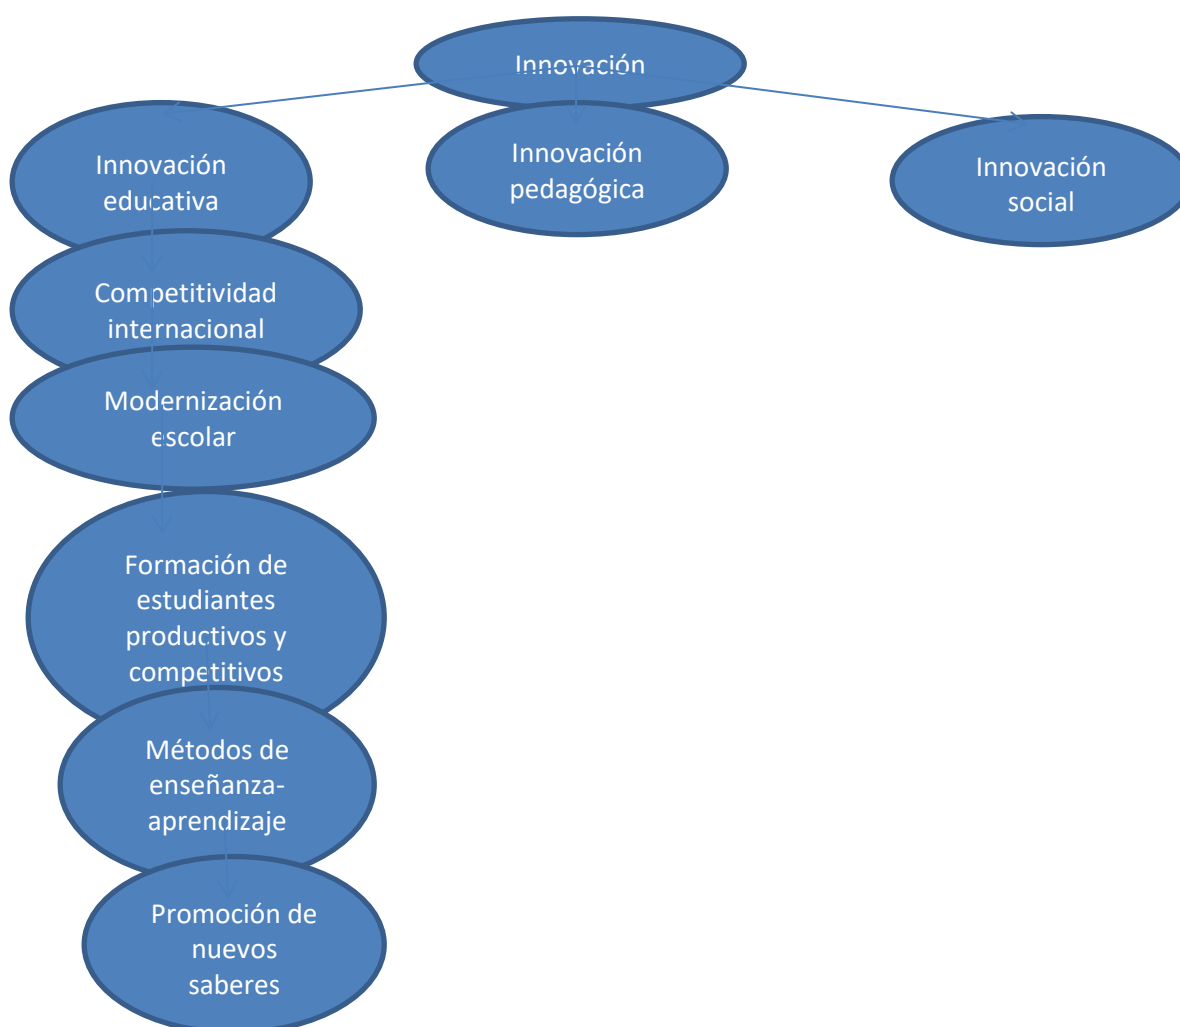 Innovación
Innovación
educativa
Innovación
pedagógica
Innovación
social
Competitividad
internacional
Modernización
escolar
Formación de
estudiantes
productivos y
competitivos
Métodos de
enseñanza-
aprendizaje
Promoción de
nuevos
saberes